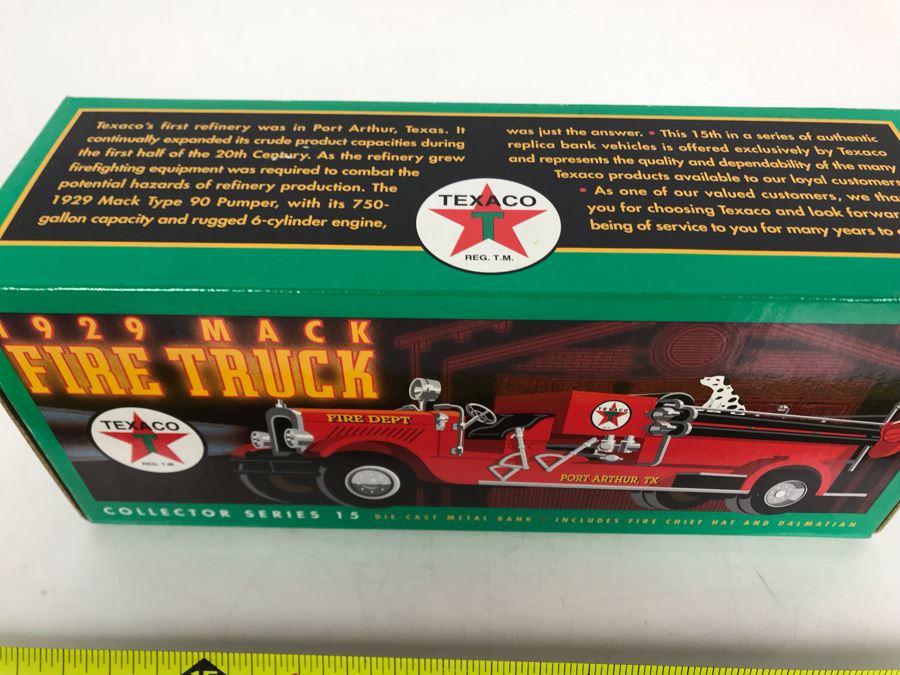 Texaco's first refinery was in Port Arthur, Texas. It
continually expanded its crude product capacities during
the first half of the 20th Century. As the refinery grew
firefighting equipment was required to combat the
potential hazards of refinery production. The
1929 Mack Type 90 Pumper, with its 750-
gallon capacity and rugged 6-cylinder engine,
was just the answer. • This 15th in a series of authentic
replica bank vehicles is offered exclusively by Texaco
and represents the quality and dependability of the many
Texaco products available to our loyal customers
• As one of our valued customers, we
you for choosing Texaco and look
being of service to you for many years to
TEXACO
T
REG. T.M.
1929 MACK
FIRE TRUCK
TEXACO
T
REG. T.M.
FIRE DEPT
TEXACO
T
PORT ARTHUR, TX
COLLECTOR SERIES 15 DIE-CAST METAL BANK - INCLUDES FIRE CHIEF HAT AND DALMATIAN